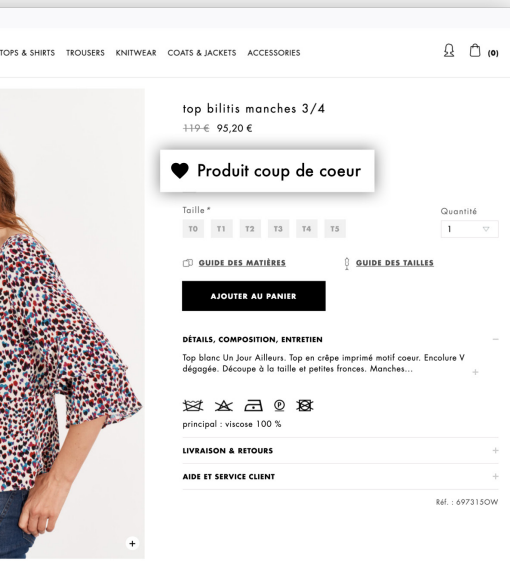 TOPS & SHIRTS TROUSERS KNITWEAR COATS & JACKETS ACCESSORIES (0)
top bilitis manches 3/4
119 € 95,20 €
Produit coup de coeur
Taille * Quantité
T0 T1 T2 T3 T4 T5 1
GUIDE DES MATIÈRES GUIDE DES TAILLES
AJOUTER AU PANIER
DÉTAILS, COMPOSITION, ENTRETIEN
Top blanc Un Jour Ailleurs. Top en crêpe imprimé motif coeur. Encolure V
dégagée. Découpe à la taille et petites fronces. Manches...
principal : viscose 100 %
LIVRAISON & RETOURS
AIDE ET SERVICE CLIENT
Réf. : 697315OW